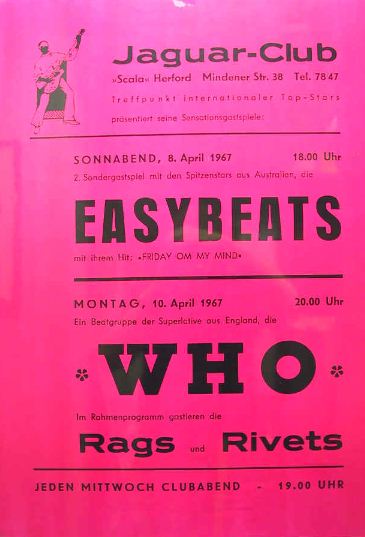 Jaguar-Club
»Scala« Herford Mindener Str. 38 Tel. 78 47
Treffpunkt internationaler Top-Stars
präsentiert seine Sensationsgastspiele:
SONNABEND, 8. April 1967 18.00 Uhr
2. Sondergastspiel mit den Spitzenstars aus Australien, die
EASYBEATS
mit ihrem Hit: »FRIDAY OM MY MIND«
MONTAG, 10. April 1967 20.00 Uhr
Ein Beatgruppe der Superlative aus England, die
WHO
Im Rahmenprogramm gastieren die
Rags und Rivets
JEDEN MITTWOCH CLUBABEND - 19.00 UHR